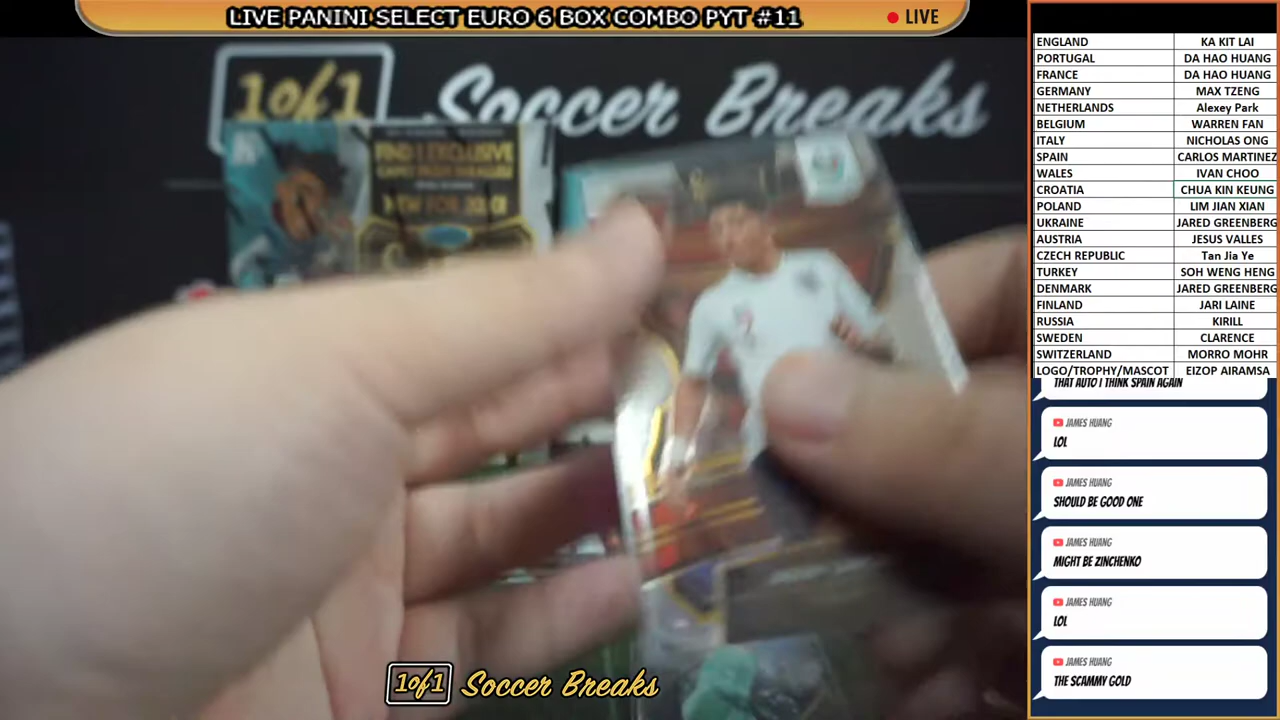 LIVE PANINI SELECT EURO 6 BOX COMBO PYT #11
LIVE
1of1 Soccer Breaks
FIND 1 EXCLUSIVE
ENGLAND KA KIT LAI
PORTUGAL DA HAO HUANG
FRANCE DA HAO HUANG
GERMANY MAX TZENG
NETHERLANDS Alexey Park
BELGIUM WARREN FAN
ITALY NICHOLAS ONG
SPAIN CARLOS MARTINEZ
WALES IVAN CHOO
CROATIA CHUA KIN KEUNG
POLAND LIM JIAN XIAN
UKRAINE JARED GREENBERG
AUSTRIA JESUS VALLES
CZECH REPUBLIC Tan Jia Ye
TURKEY SOH WENG HENG
DENMARK JARED GREENBERG
FINLAND JARI LAINE
RUSSIA KIRILL
SWEDEN CLARENCE
SWITZERLAND MORRO MOHR
LOGO/TROPHY/MASCOT EIZOP AIRAMSA
THAT AUTO I THINK SPAIN AGAIN
JAMES HUANG
LOL
JAMES HUANG
SHOULD BE GOOD ONE
JAMES HUANG
MIGHT BE ZINCHENKO
JAMES HUANG
LOL
JAMES HUANG
THE SCAMMY GOLD
1of1 Soccer Breaks